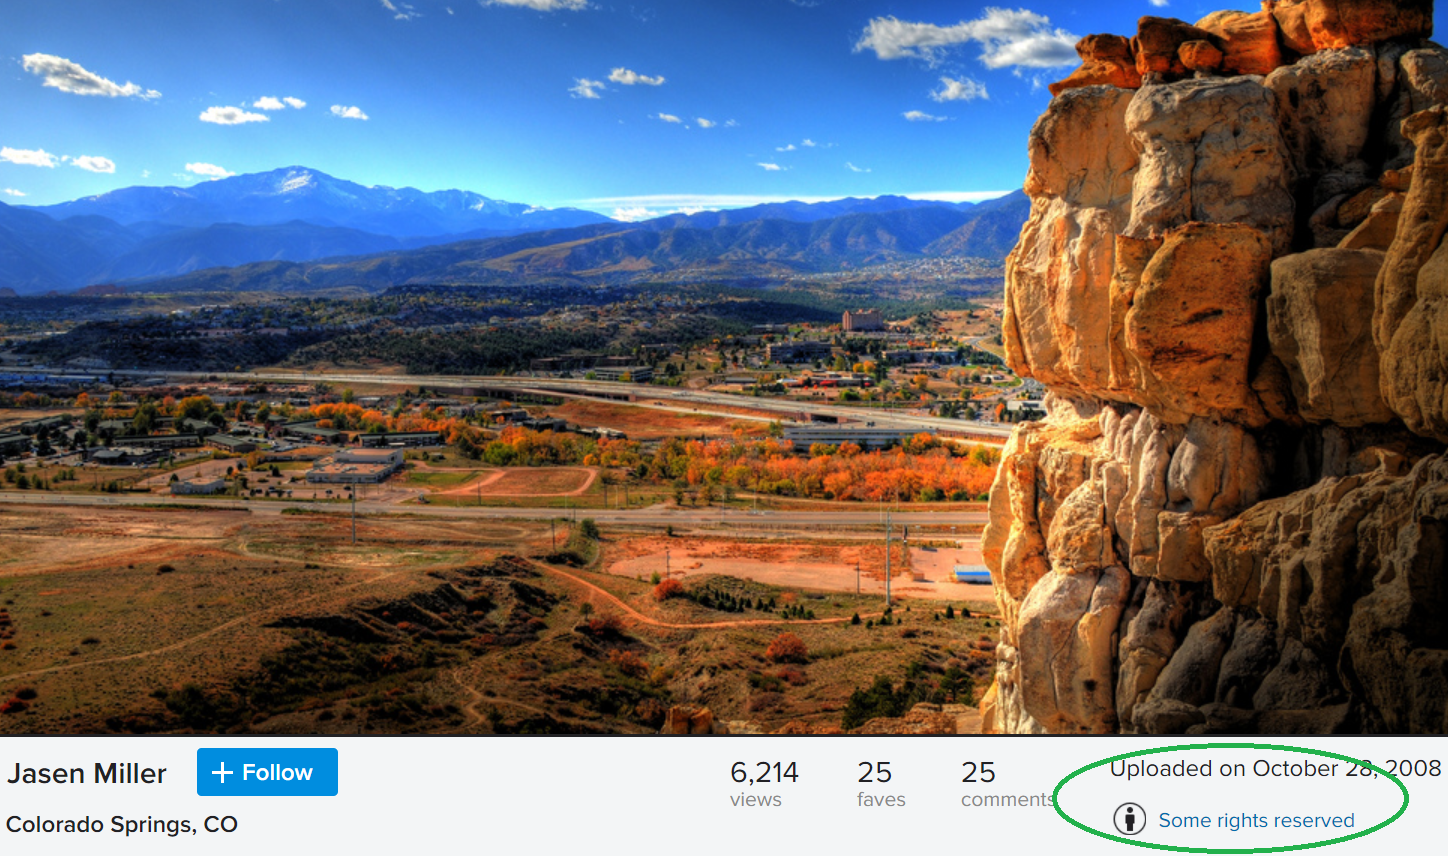 Jasen Miller
+ Follow
Colorado Springs, CO
6,214
views
25
faves
25
comments
Uploaded on October 28, 2008
Some rights reserved